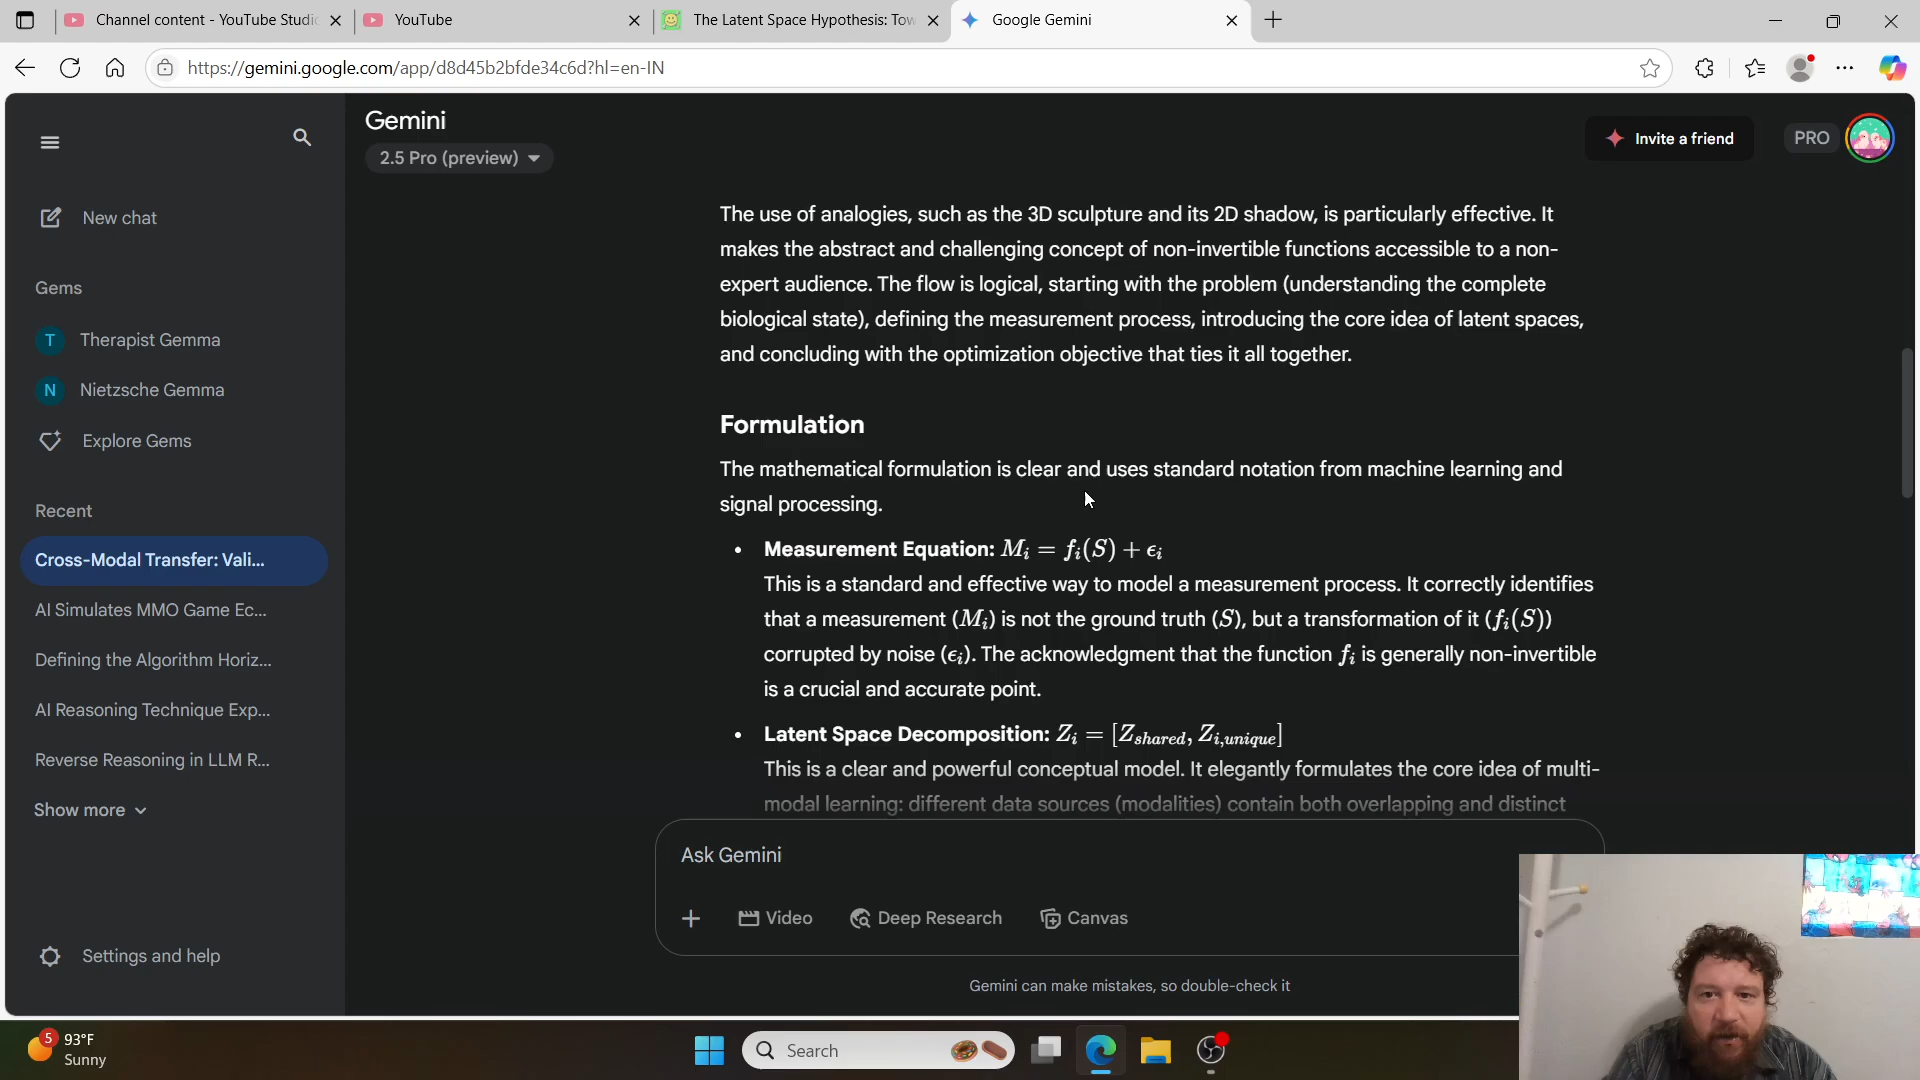 Channel content - YouTube Studi
YouTube
The Latent Space Hypothesis: Tow
Google Gemini
https://gemini.google.com/app/d8d45b2bfde34c6d?hl=en-IN
Gemini
2.5 Pro (preview)
Invite a friend
PRO
New chat
Gems
T Therapist Gemma
N Nietzsche Gemma
Explore Gems
Recent
Cross-Modal Transfer: Vali...
AI Simulates MMO Game Ec...
Defining the Algorithm Horiz...
AI Reasoning Technique Exp...
Reverse Reasoning in LLM R...
Show more
Settings and help
The use of analogies, such as the 3D sculpture and its 2D shadow, is particularly effective. It
makes the abstract and challenging concept of non-invertible functions accessible to a non-
expert audience. The flow is logical, starting with the problem (understanding the complete
biological state), defining the measurement process, introducing the core idea of latent spaces,
and concluding with the optimization objective that ties it all together.
Formulation
The mathematical formulation is clear and uses standard notation from machine learning and
signal processing.
• Measurement Equation: M_i = f_i(S) + ϵ_i
This is a standard and effective way to model a measurement process. It correctly identifies
that a measurement (M_i) is not the ground truth (S), but a transformation of it (f_i(S))
corrupted by noise (ϵ_i). The acknowledgment that the function f_i is generally non-invertible
is a crucial and accurate point.
• Latent Space Decomposition: Z_i = [Z_shared, Z_i,unique]
This is a clear and powerful conceptual model. It elegantly formulates the core idea of multi-
modal learning: different data sources (modalities) contain both overlapping and distinct
Ask Gemini
Video
Deep Research
Canvas
Gemini can make mistakes, so double-check it
5
93°F
Sunny
Search